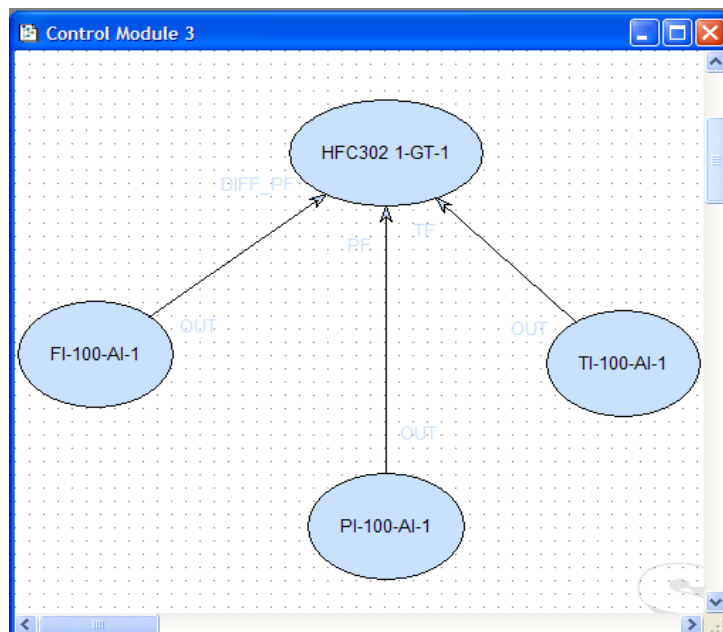 Control Module 3
HFC302 1-GT-1
DIFF_PF
PF
TF
OUT
FI-100-AI-1
OUT
TI-100-AI-1
OUT
PI-100-AI-1